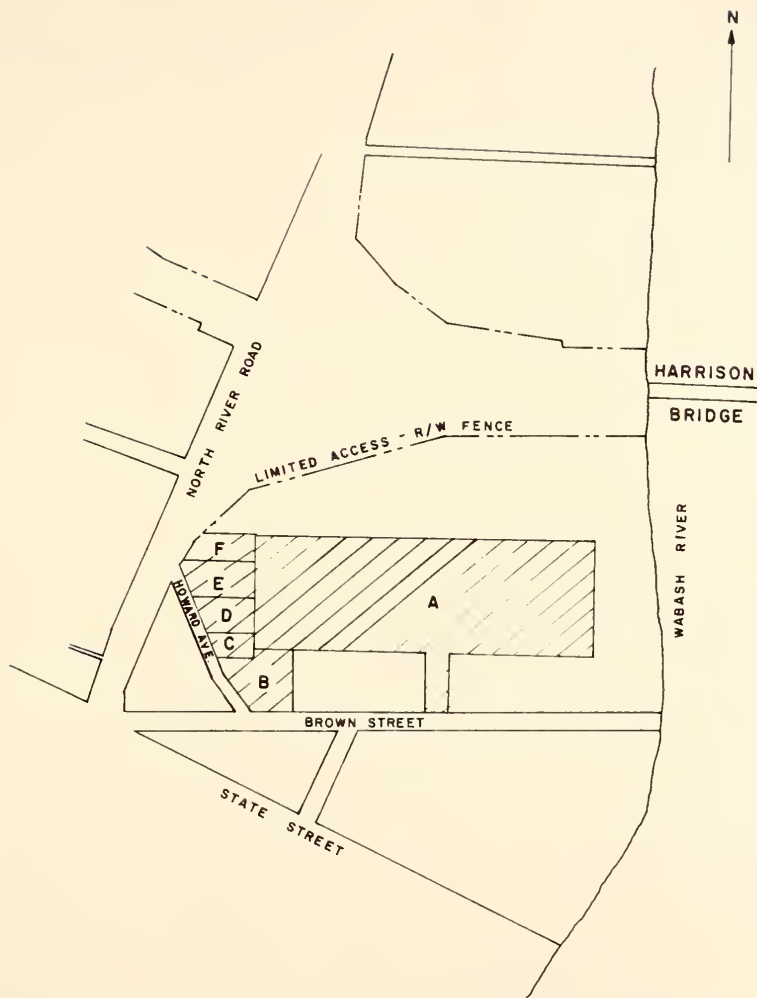 N
HARRISON
BRIDGE
NORTH RIVER ROAD
LIMITED ACCESS - R/W FENCE
WABASH RIVER
F
E
D
C
A
B
HOWARD AVE.
BROWN STREET
STATE STREET